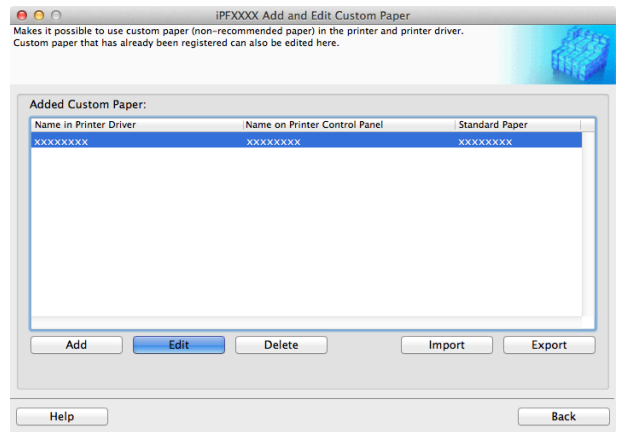 iPFXXXX Add and Edit Custom Paper
Makes it possible to use custom paper (non-recommended paper) in the printer and printer driver.
Custom paper that has already been registered can also be edited here.
Added Custom Paper:
Name in Printer Driver Name on Printer Control Panel Standard Paper
XXXXXXXX XXXXXXXX XXXXXXXX
Add Edit Delete Import Export
Help Back